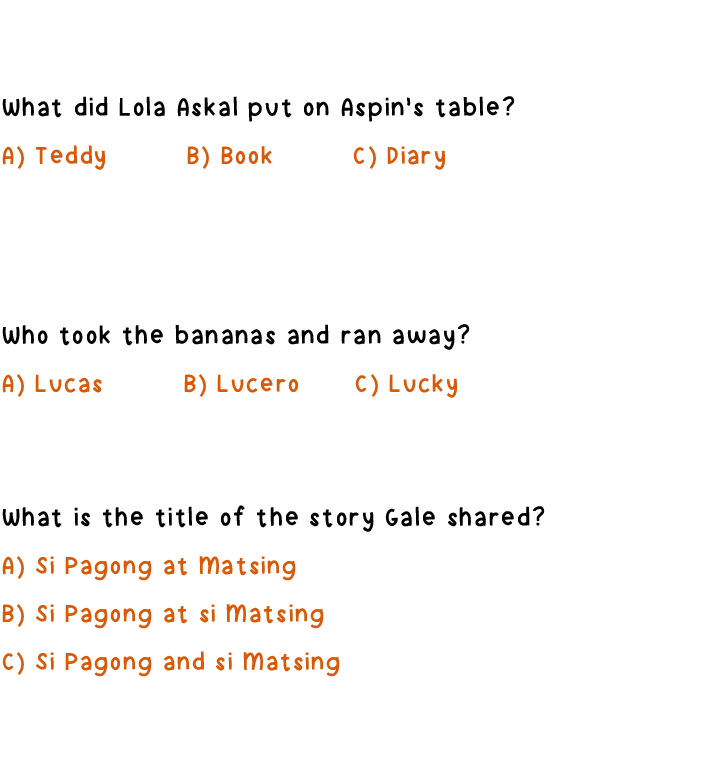 What did Lola Askal put on Aspin's table?
A) Teddy B) Book C) Diary
Who took the bananas and ran away?
A) Lucas B) Lucero C) Lucky
What is the title of the story Gale shared?
A) Si Pagong at Matsing
B) Si Pagong at si Matsing
C) Si Pagong and si Matsing